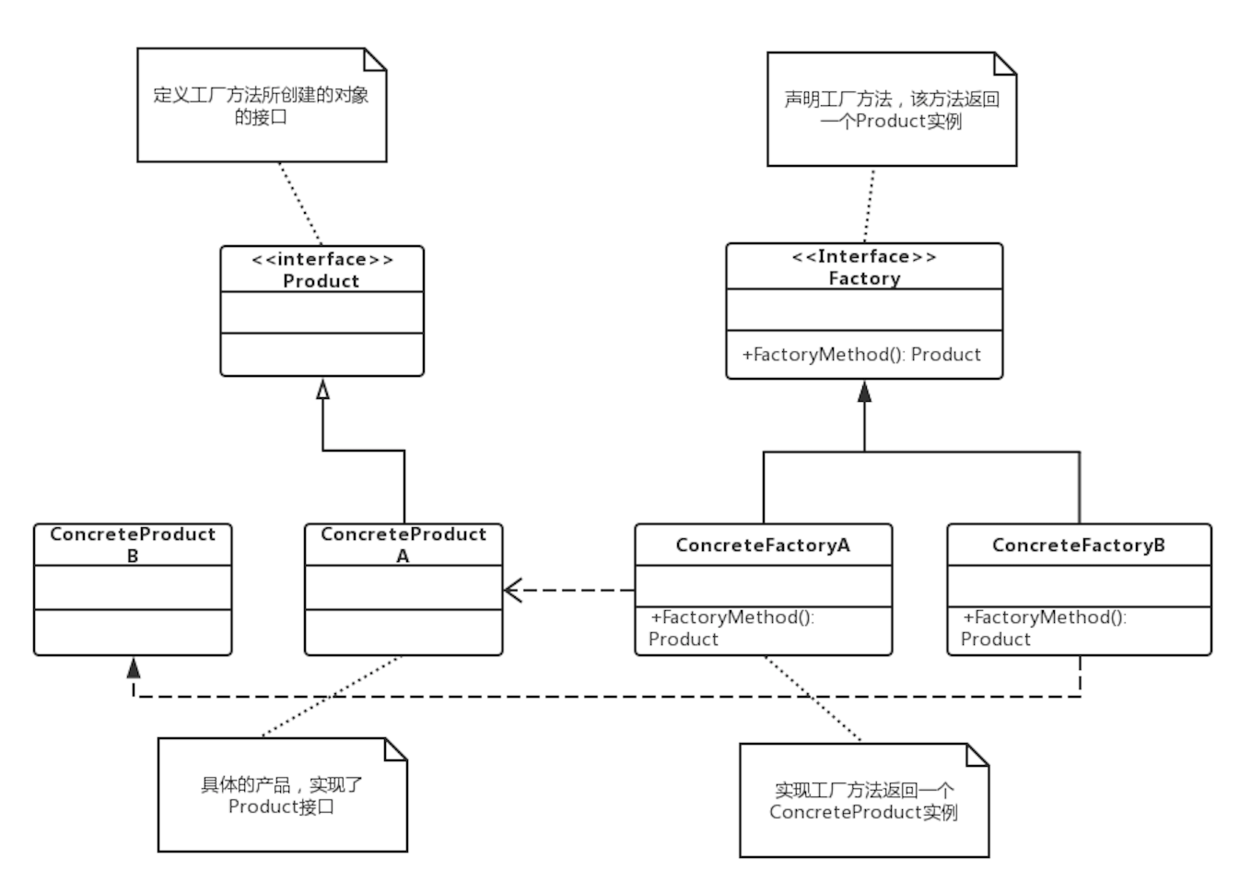 定义工厂方法所创建的对象
的接口
声明工厂方法，该方法返回
一个Product实例
<<interface>>
Product
<<Interface>>
Factory
+FactoryMethod(): Product
ConcreteProduct
B
ConcreteProduct
A
ConcreteFactoryA
+FactoryMethod():
Product
ConcreteFactoryB
+FactoryMethod():
Product
具体的产品，实现了
Product接口
实现工厂方法返回一个
ConcreteProduct实例